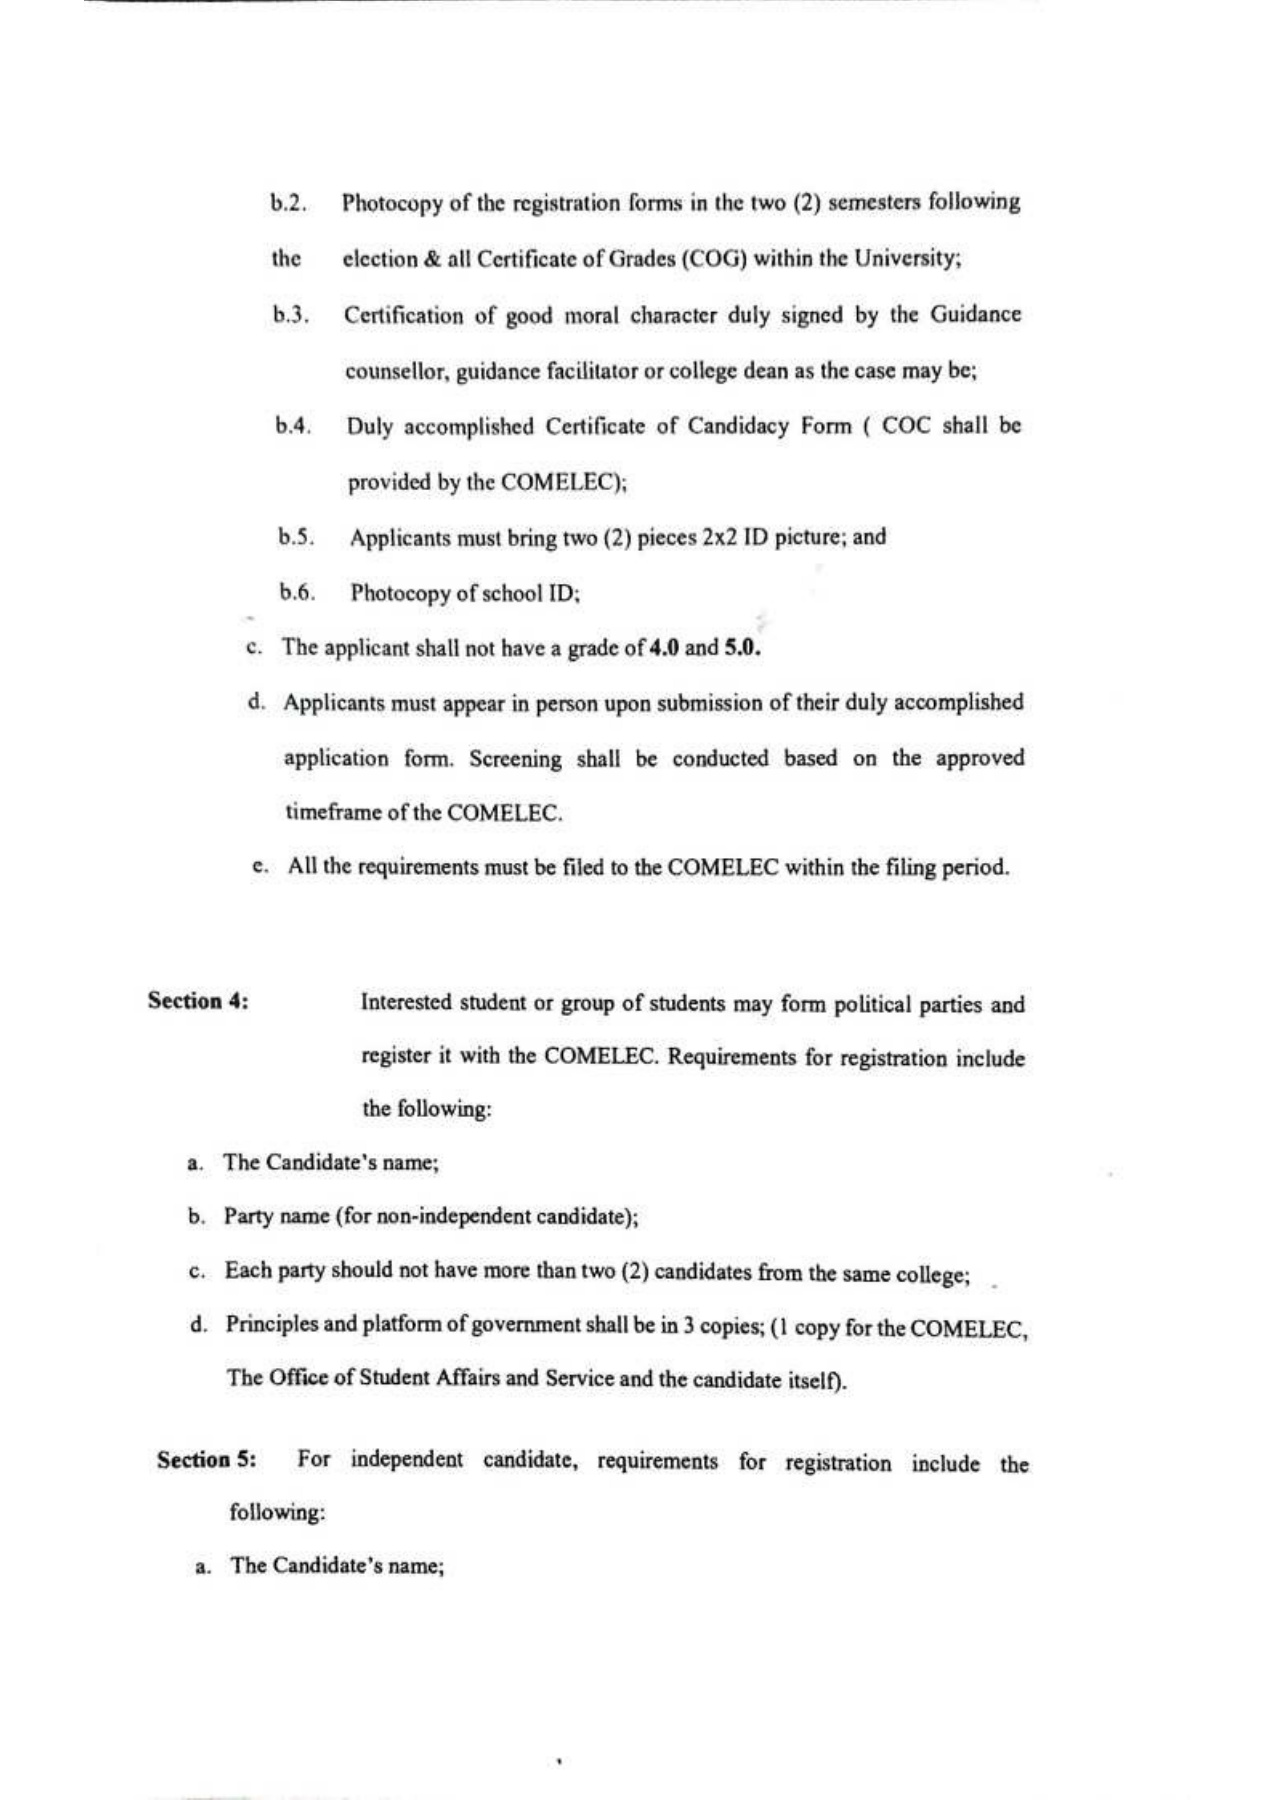 b.2. Photocopy of the registration forms in the two (2) semesters following
the election & all Certificate of Grades (COG) within the University;
b.3. Certification of good moral character duly signed by the Guidance
counsellor, guidance facilitator or college dean as the case may be;
b.4. Duly accomplished Certificate of Candidacy Form ( COC shall be
provided by the COMELEC);
b.5. Applicants must bring two (2) pieces 2x2 ID picture; and
b.6. Photocopy of school ID;
c. The applicant shall not have a grade of 4.0 and 5.0.
d. Applicants must appear in person upon submission of their duly accomplished
application form. Screening shall be conducted based on the approved
timeframe of the COMELEC.
e. All the requirements must be filed to the COMELEC within the filing period.
Section 4: Interested student or group of students may form political parties and
register it with the COMELEC. Requirements for registration include
the following:
a. The Candidate's name;
b. Party name (for non-independent candidate);
c. Each party should not have more than two (2) candidates from the same college;
d. Principles and platform of government shall be in 3 copies; (1 copy for the COMELEC,
The Office of Student Affairs and Service and the candidate itself).
Section 5: For independent candidate, requirements for registration include the
following:
a. The Candidate's name;